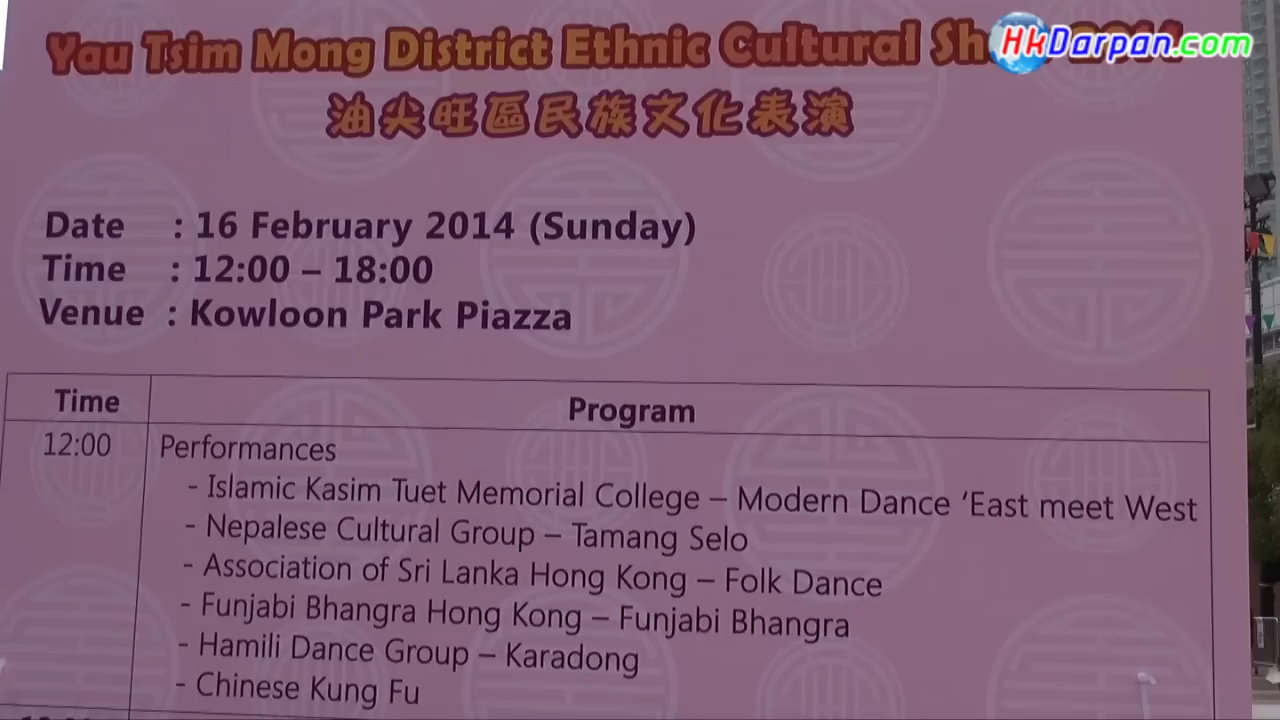 Yau Tsim Mong District Ethnic Cultural 2014
HkDarpan.com
油尖旺區民族文化表演
Date : 16 February 2014 (Sunday)
Time : 12:00 – 18:00
Venue : Kowloon Park Piazza
Time Program
12:00 Performances
- Islamic Kasim Tuet Memorial College – Modern Dance ‘East meet West
- Nepalese Cultural Group – Tamang Selo
- Association of Sri Lanka Hong Kong – Folk Dance
- Funjabi Bhangra Hong Kong – Funjabi Bhangra
- Hamili Dance Group – Karadong
- Chinese Kung Fu